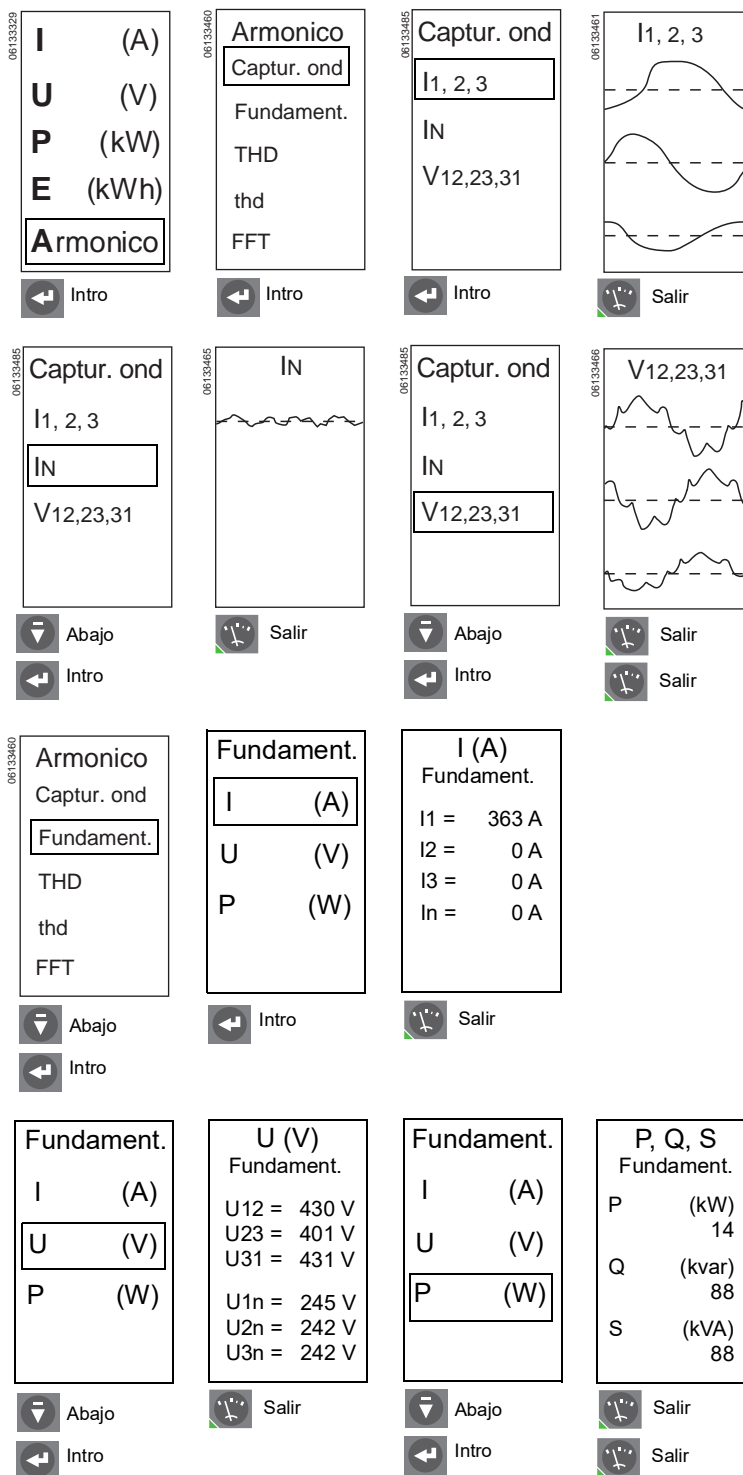 06133329
I (A)
U (V)
P (kW)
E (kWh)
Armonico
Intro
06133460
Armonico
Captur. ond
Fundament.
THD
thd
FFT
Intro
06133485
Captur. ond
I1, 2, 3
IN
V12,23,31
Intro
06133461
I1, 2, 3
Salir
06133485
Captur. ond
I1, 2, 3
IN
V12,23,31
Abajo
Intro
06133465
IN
Salir
06133485
Captur. ond
I1, 2, 3
IN
V12,23,31
Abajo
Intro
06133466
V12,23,31
Salir
Salir
06133460
Armonico
Captur. ond
Fundament.
THD
thd
FFT
Abajo
Intro
Fundament.
I (A)
U (V)
P (W)
Intro
I (A)
Fundament.
I1 = 363 A
I2 = 0 A
I3 = 0 A
In = 0 A
Salir
Fundament.
I (A)
U (V)
P (W)
Abajo
Intro
U (V)
Fundament.
U12 = 430 V
U23 = 401 V
U31 = 431 V
U1n = 245 V
U2n = 242 V
U3n = 242 V
Salir
Fundament.
I (A)
U (V)
P (W)
Abajo
Intro
P, Q, S
Fundament.
P (kW)
14
Q (kvar)
88
S (kVA)
88
Salir
Salir